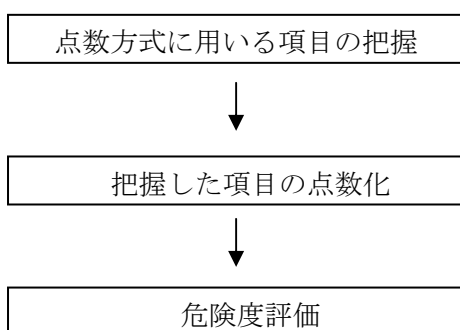 点数方式に用いる項目の把握
把握した項目の点数化
危険度評価